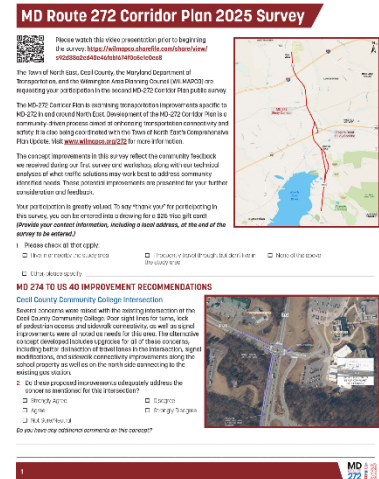 MD Route 272 Corridor Plan 2025 Survey
Please watch this video presentation prior to beginning
the survey: https://wilmapco.sharefile.com/share/view/
The Town of North East, Cecil County, the Maryland Department of
Transportation, and the Wilmington Area Planning Council (WILMAPCO) are
requesting your participation in the second MD-272 Corridor Plan public survey.
The MD-272 Corridor Plan is examining transportation improvements specific to
MD-272 in and around North East. Development of the MD-272 Corridor Plan is a
community-driven process aimed at enhancing transportation connectivity and
safety. It is also being coordinated with the Town of North East's Comprehensive
Plan Update. Visit www.wilmapco.org/272 for more information.
The concept improvements in this survey reflect the community feedback
we received during our first survey and workshop, along with our technical
analyses of what traffic solutions may work best to address community
identified needs. These potential improvements are presented for your further
consideration and feedback.
Your participation is greatly valued. To say "thank you" for participating in
this survey, you can be entered into a drawing for a $25 Visa gift card!
(Provide your contact information, including a local address, at the end of the
survey to be entered.)
1. Please check all that apply:
I live in or nearby the study area
I frequently travel through, but don't live in
the study area
None of the above
Other, please specify
MD 274 TO US 40 IMPROVEMENT RECOMMENDATIONS
Cecil County Community College Intersection
Several concerns were raised with the existing intersection at the
Cecil County Community College. Poor sight lines for turns, lack
of pedestrian access and sidewalk connectivity, as well as signal
improvements were all noted as needs for this area. The alternative
concept developed includes upgrades for all of these concerns,
including better delineation of travel lanes in the intersection, signal
modifications, and sidewalk connectivity improvements along the
school property as well as on the north side connecting to the
existing gas station.
2. Do these proposed improvements adequately address the
concerns mentioned for this intersection?
Strongly Agree
Disagree
Agree
Strongly Disagree
Not Sure/Neutral
Do you have any additional comments on this concept?
1
MD
272